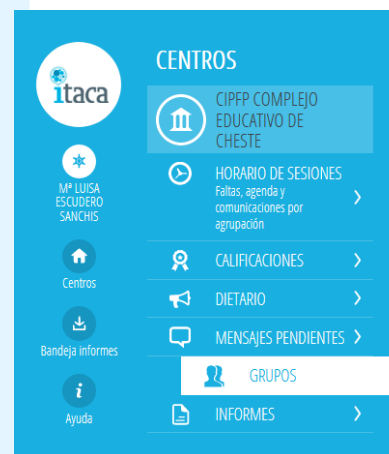 itaca
Mª LUISA
ESCUDERO
SANCHIS
Centros
Bandeja informes
i
Ayuda
CENTROS
CIPFP COMPLEJO
EDUCATIVO DE
CHESTE
HORARIO DE SESIONES
Faltas, agenda y
comunicaciones por
agrupación
CALIFICACIONES
DIETARIO
MENSAJES PENDIENTES
GRUPOS
INFORMES